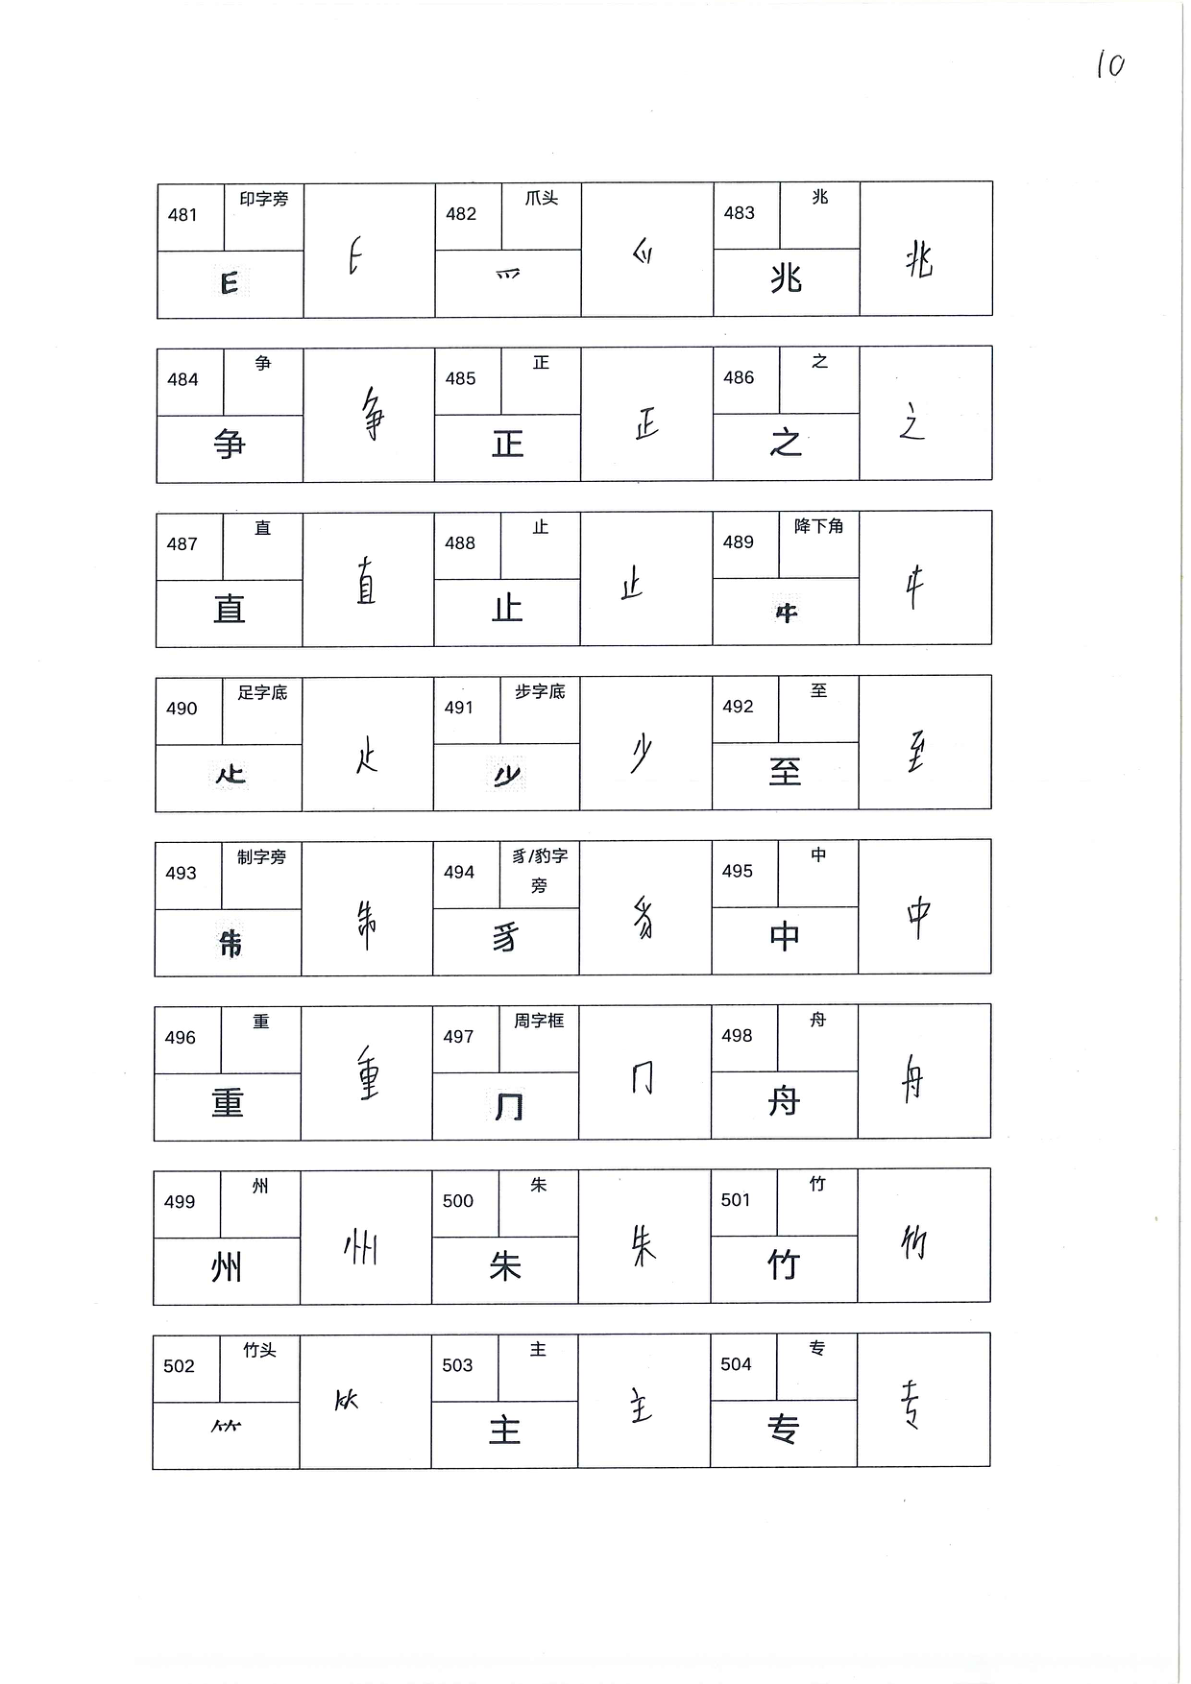 10
481 印字旁 482 爪头 483 兆
爫 兆 兆
484 争 485 正 486 之
争 争 正 正 之 之
487 直 488 止 489 降下角
直 直 止 止 㐄 㐄
490 足字底 491 步字底 492 至
龰 龰 少 少 至 至
493 制字旁 494 豸/豹字旁 495 中
豸 豸 中 中
496 重 497 周字框 498 舟
重 重 ⺆ ⺆ 舟 舟
499 州 500 朱 501 竹
州 州 朱 朱 竹 竹
502 竹头 503 主 504 专
⺮ ⺮ 主 主 专 专